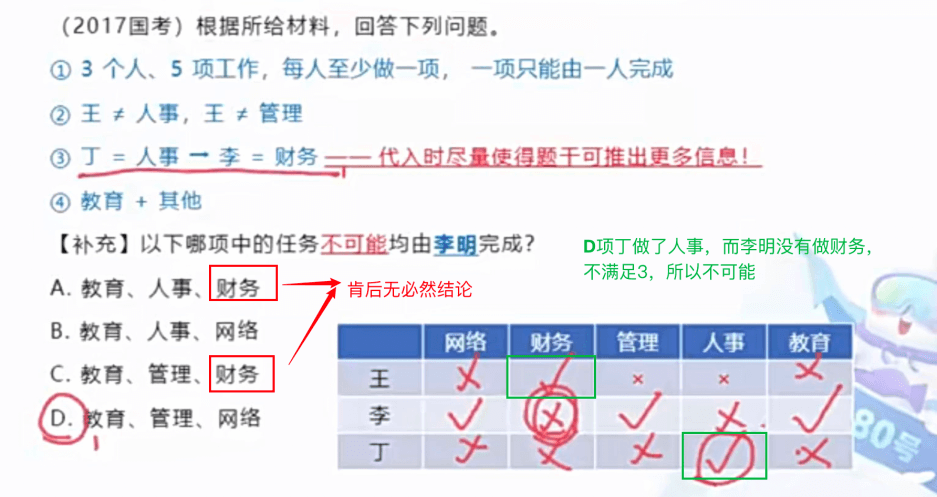 （2017国考）根据所给材料，回答下列问题。
① 3 个人、5 项工作，每人至少做一项， 一项只能由一人完成
② 王 ≠ 人事，王 ≠ 管理
③ 丁 = 人事 → 李 = 财务 —— 代入时尽量使得题干可推出更多信息！
④ 教育 + 其他
【补充】以下哪项中的任务不可能均由李明完成？
D项丁做了人事，而李明没有做财务，
不满足3，所以不可能
A. 教育、人事、财务
肯后无必然结论
B. 教育、人事、网络
C. 教育、管理、财务
D. 教育、管理、网络
网络 财务 管理 人事 教育
王 × ✓ × × ×
李 ✓ × ✓ × ✓
丁 × × × ✓ ×
80号